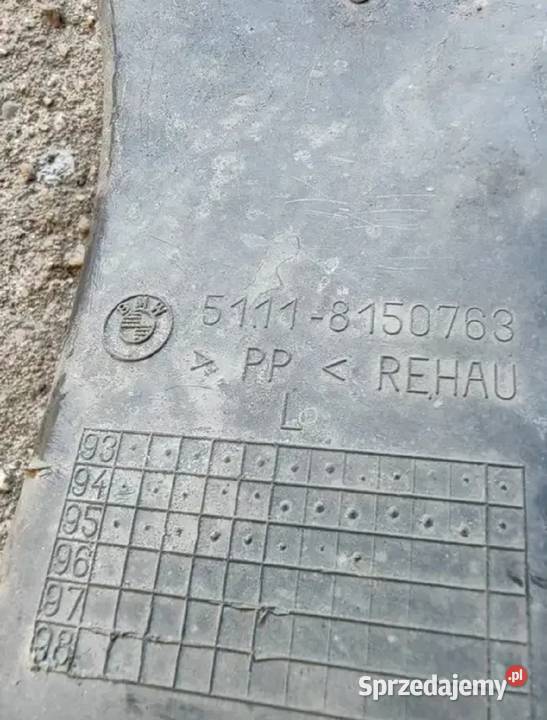 BMW
5111-8150763
> PP < REHAU
L
93
94
95
96
97
98
Sprzedajemy.pl